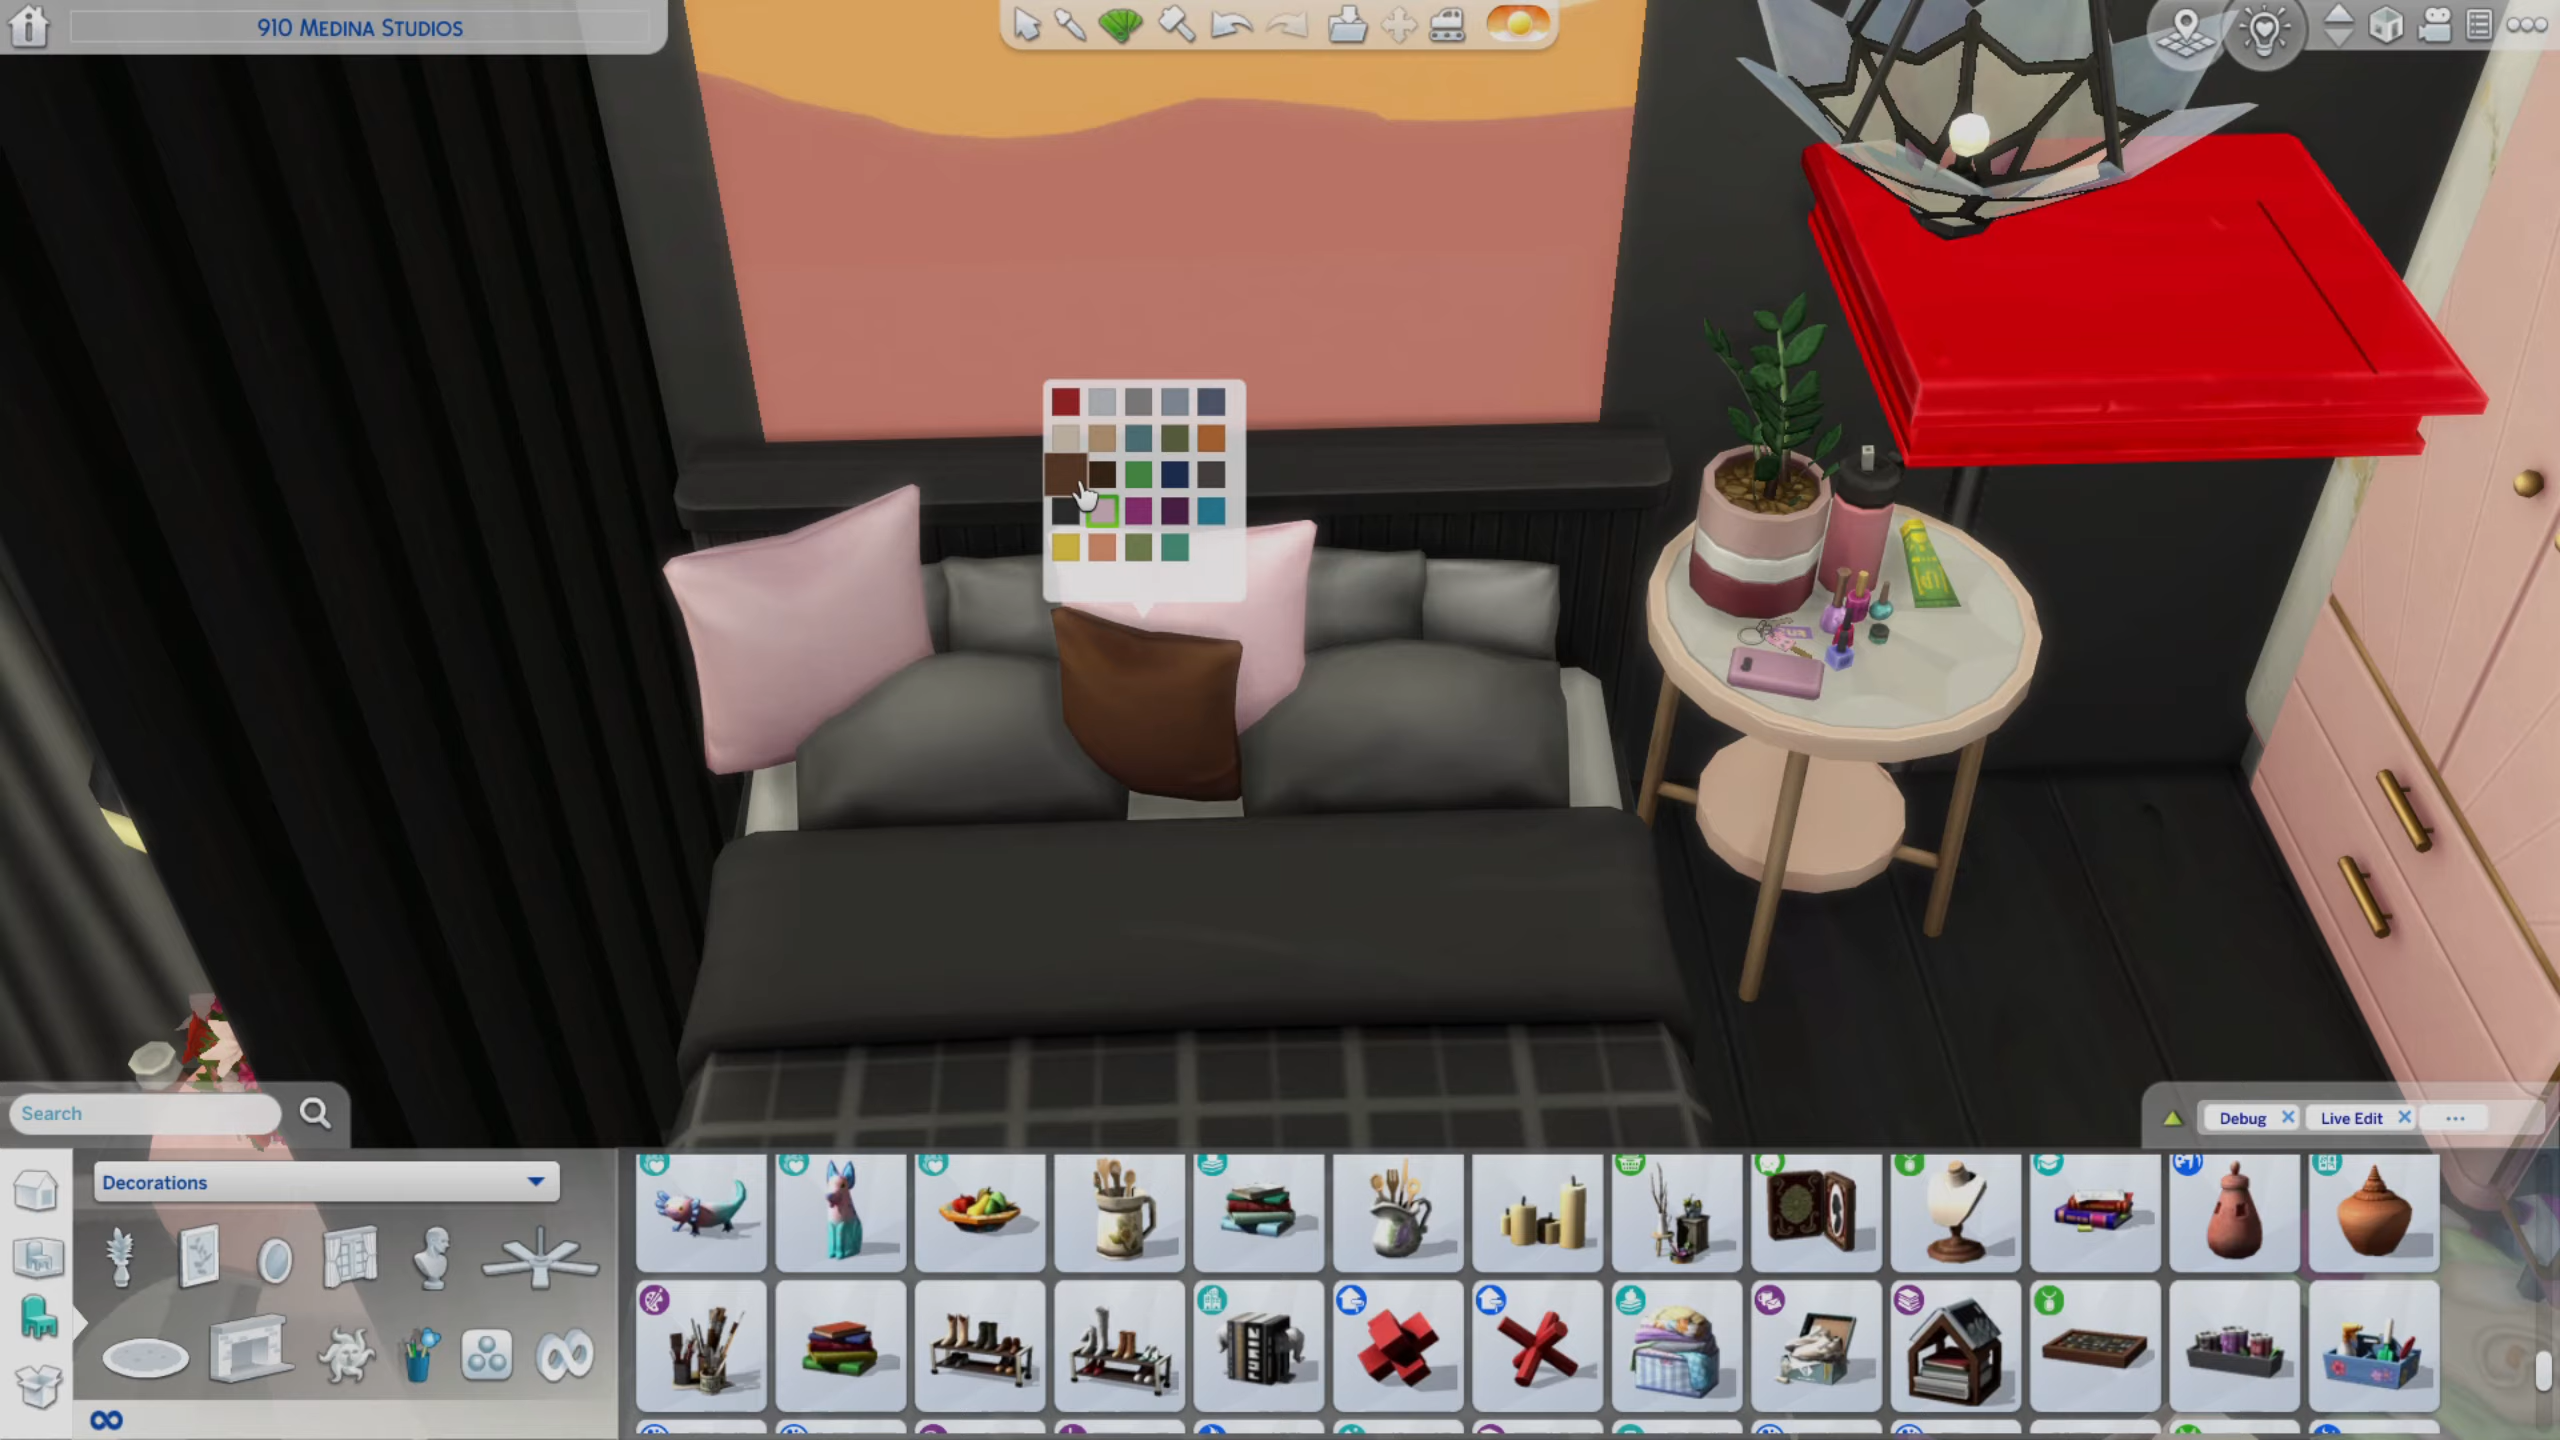 910 MEDINA STUDIOS
Search
Debug
Live Edit
Decorations